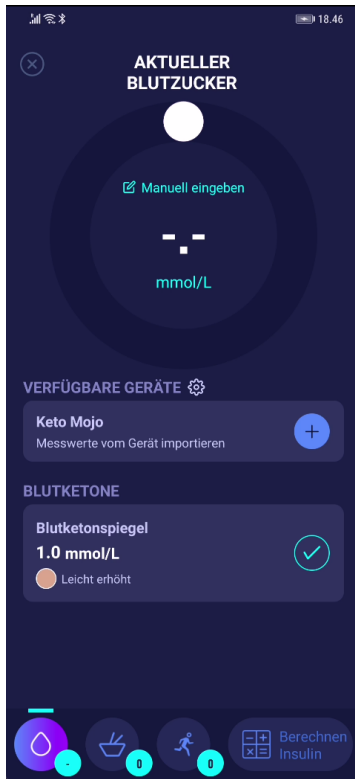 18.46
AKTUELLER
BLUTZUCKER
Manuell eingeben
-.-
mmol/L
VERFÜGBARE GERÄTE
Keto Mojo
Messwerte vom Gerät importieren
BLUTKETONE
Blutketonspiegel
1.0 mmol/L
Leicht erhöht
- 0 0
Berechnen
Insulin